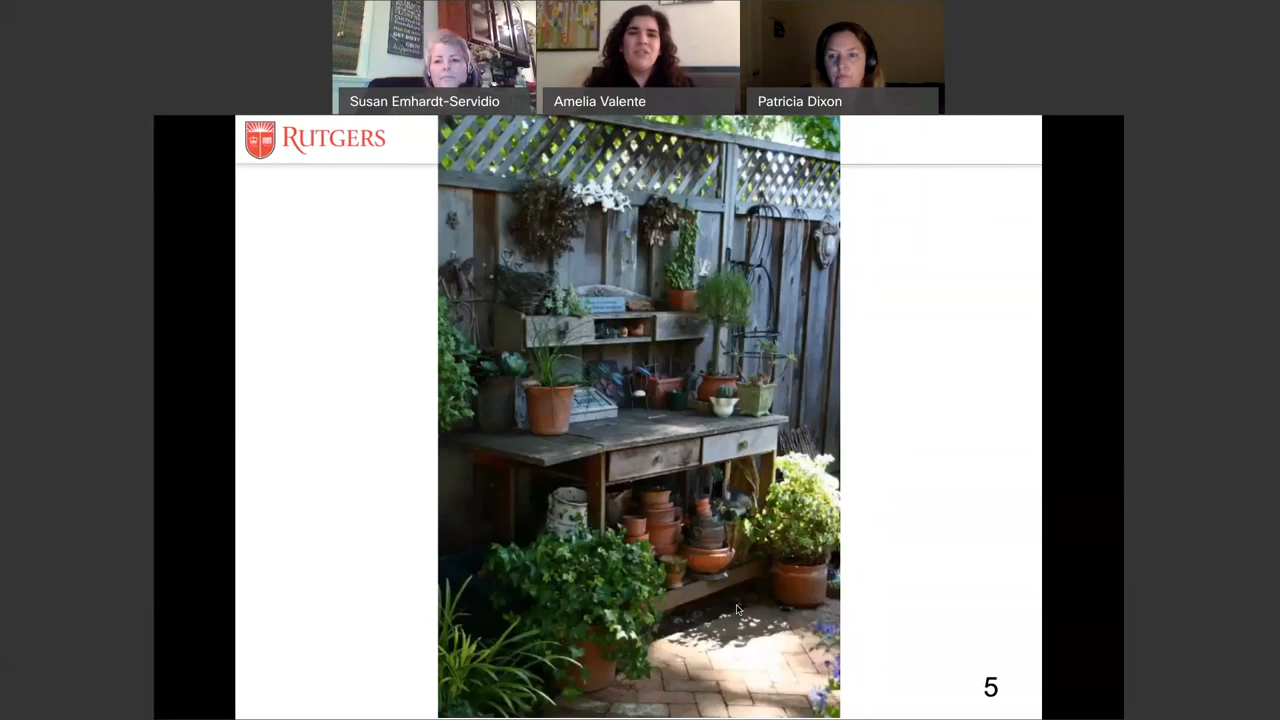 Susan Emhardt-Servidio
Amelia Valente
Patricia Dixon
RUTGERS
5